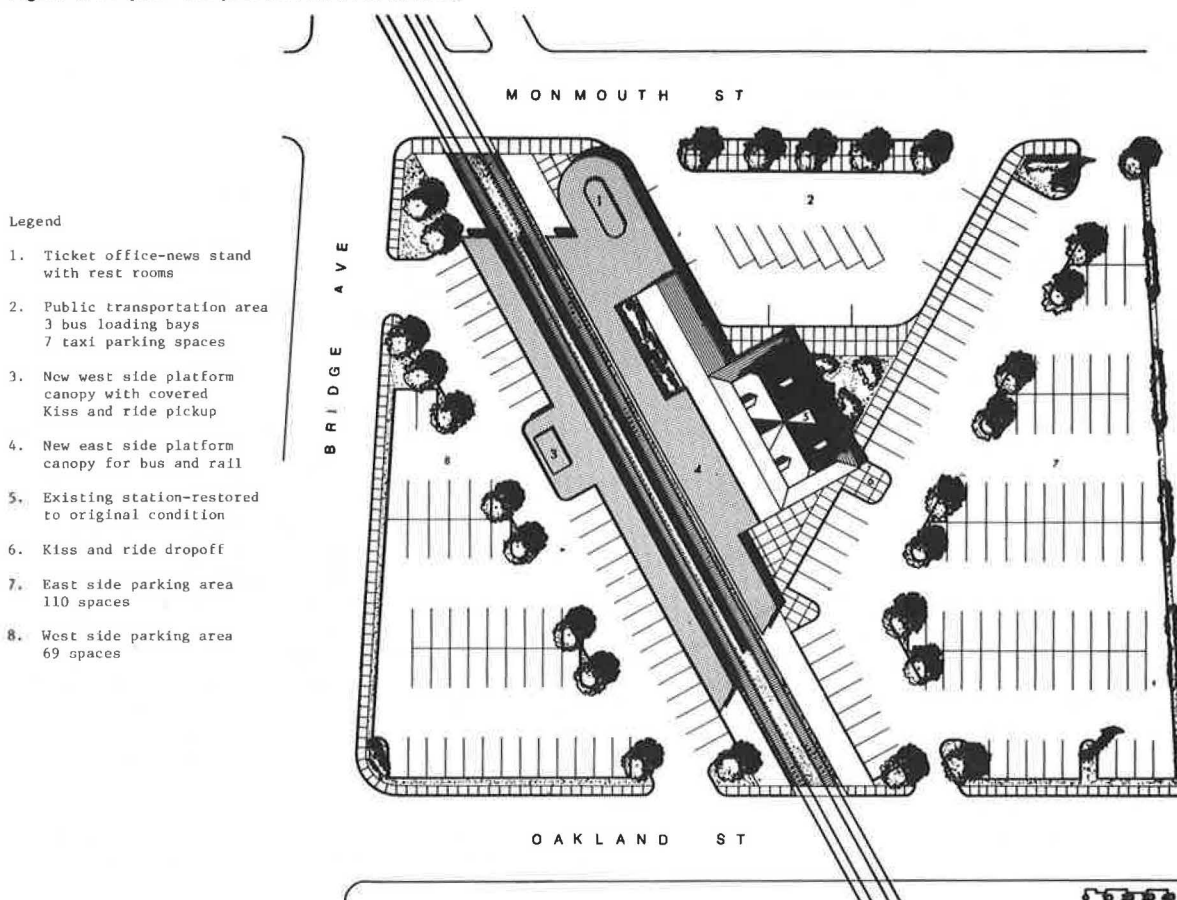 MONMOUTH ST
BRIDGE AVE
OAKLAND ST
Legend
1. Ticket office-news stand
with rest rooms
2. Public transportation area
3 bus loading bays
7 taxi parking spaces
3. New west side platform
canopy with covered
Kiss and ride pickup
4. New east side platform
canopy for bus and rail
5. Existing station-restored
to original condition
6. Kiss and ride dropoff
7. East side parking area
110 spaces
8. West side parking area
69 spaces
1
2
3
4
5
6
7
8